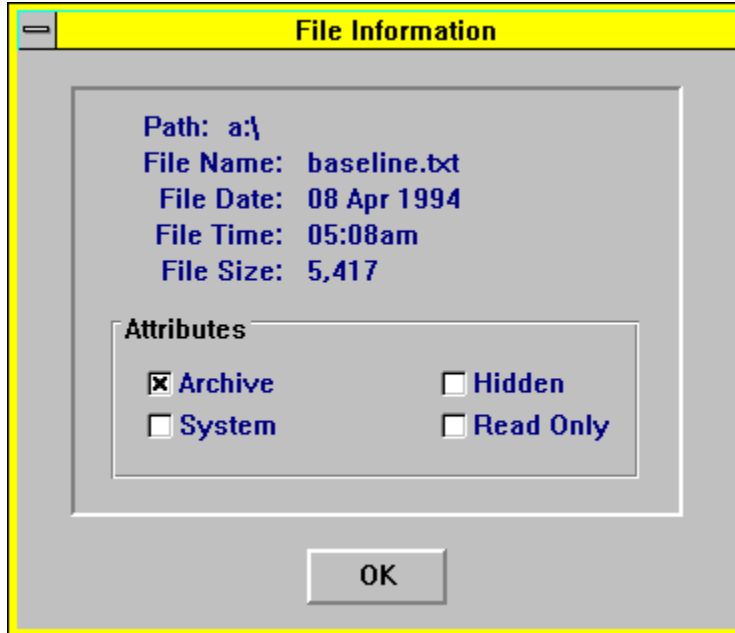 File Information
Path: a:\
File Name: baseline.txt
File Date: 08 Apr 1994
File Time: 05:08am
File Size: 5,417
Attributes
Archive Hidden
System Read Only
OK